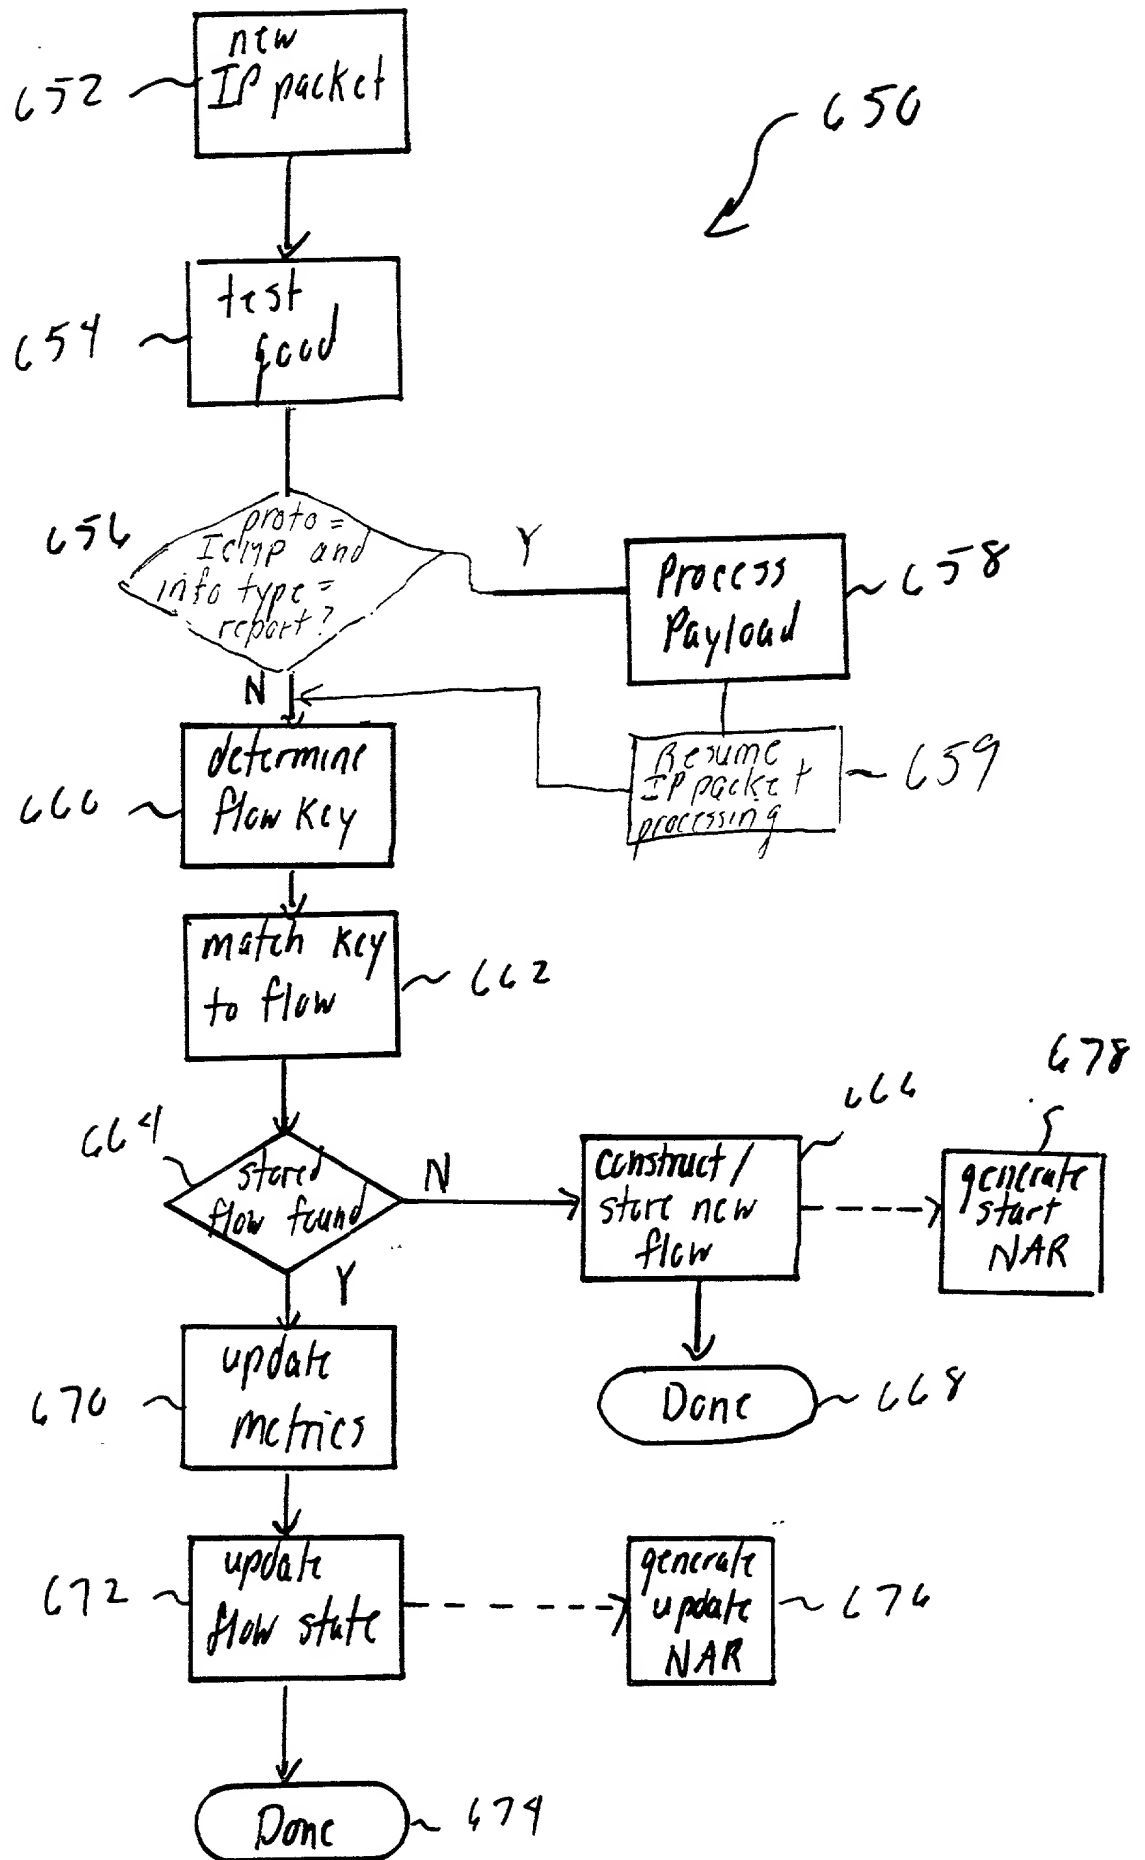 new
IP packet
652
650
test
good
654
656
proto =
ICMP and
info type =
report?
Y
Process
Payload
658
N
Resume
IP packet
processing
659
determine
flow key
660
match key
to flow
662
678
666
664
stored
flow found
N
construct/
store new
flow
generate
start
NAR
Y
update
metrics
670
Done
668
update
flow state
672
generate
update
NAR
676
Done
674